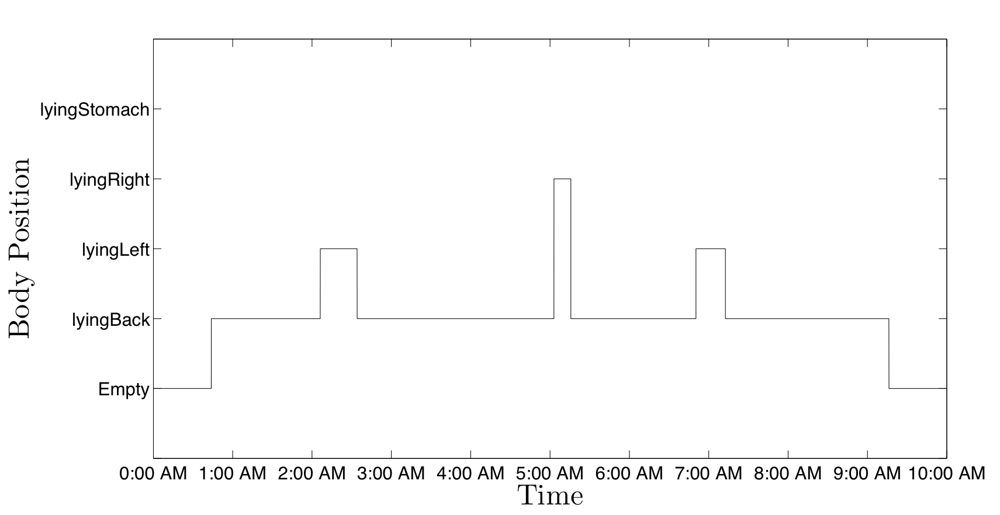 lyingStomach
lyingRight
lyingLeft
lyingBack
Empty
Body Position
0:00 AM 1:00 AM 2:00 AM 3:00 AM 4:00 AM 5:00 AM 6:00 AM 7:00 AM 8:00 AM 9:00 AM 10:00 AM
Time